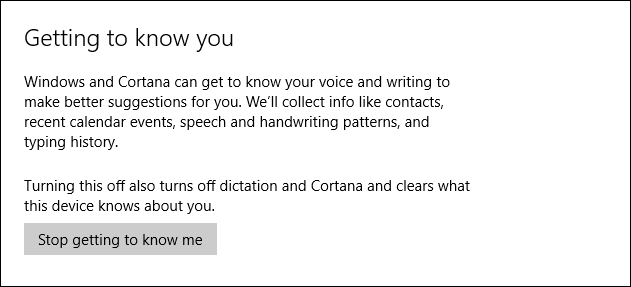 Getting to know you
Windows and Cortana can get to know your voice and writing to
make better suggestions for you. We'll collect info like contacts,
recent calendar events, speech and handwriting patterns, and
typing history.
Turning this off also turns off dictation and Cortana and clears what
this device knows about you.
Stop getting to know me